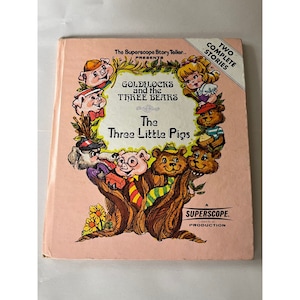 The Superscope Story Teller...
PRESENTS
TWO
COMPLETE
STORIES
GOLDILOCKS
and the
THREE BEARS
The
Three Little Pigs
A
SUPERSCOPE
PRODUCTION